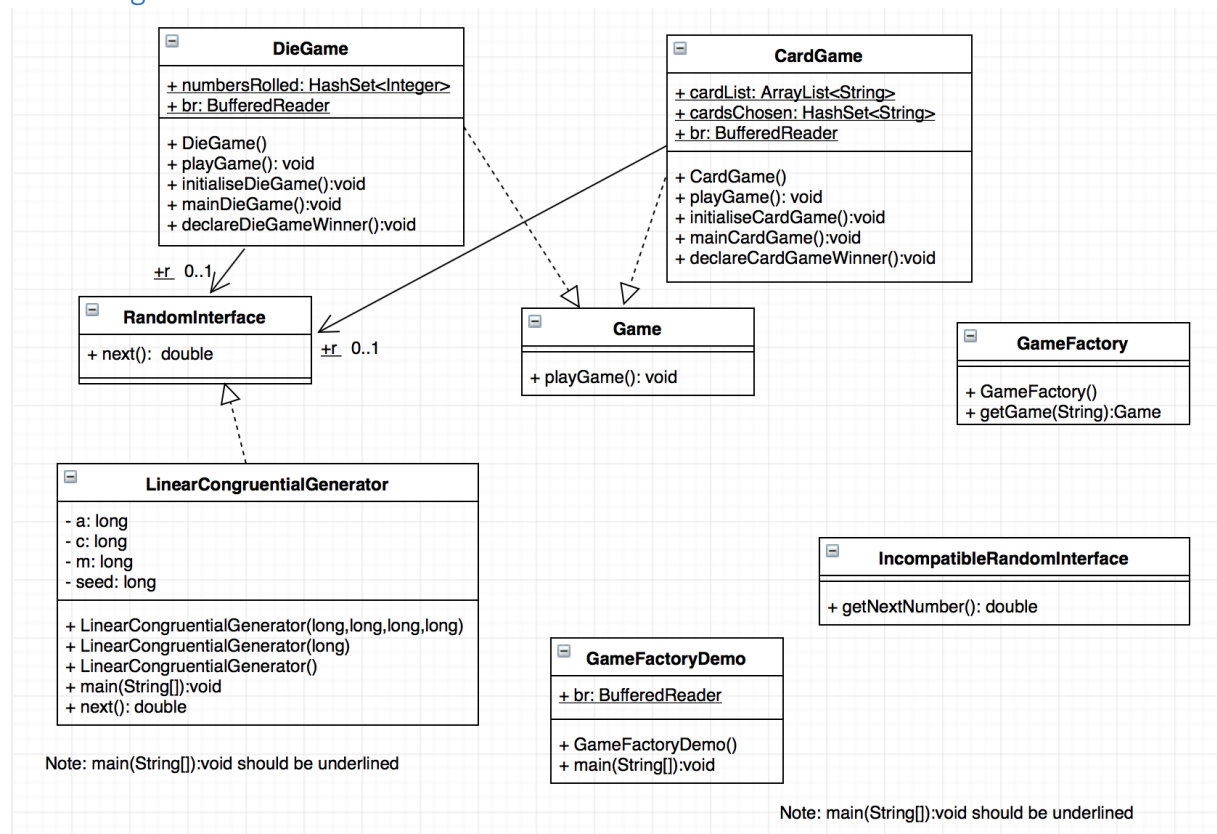 DieGame
+ numbersRolled: HashSet<Integer>
+ br: BufferedReader
+ DieGame()
+ playGame(): void
+ initialiseDieGame():void
+ mainDieGame():void
+ declareDieGameWinner():void
CardGame
+ cardList: ArrayList<String>
+ cardsChosen: HashSet<String>
+ br: BufferedReader
+ CardGame()
+ playGame(): void
+ initialiseCardGame():void
+ mainCardGame():void
+ declareCardGameWinner():void
+r 0..1
RandomInterface
+ next(): double
+r 0..1
Game
+ playGame(): void
GameFactory
+ GameFactory()
+ getGame(String):Game
LinearCongruentialGenerator
- a: long
- c: long
- m: long
- seed: long
+ LinearCongruentialGenerator(long,long,long,long)
+ LinearCongruentialGenerator(long)
+ LinearCongruentialGenerator()
+ main(String[]):void
+ next(): double
IncompatibleRandomInterface
+ getNextNumber(): double
GameFactoryDemo
+ br: BufferedReader
+ GameFactoryDemo()
+ main(String[]):void
Note: main(String[]):void should be underlined
Note: main(String[]):void should be underlined